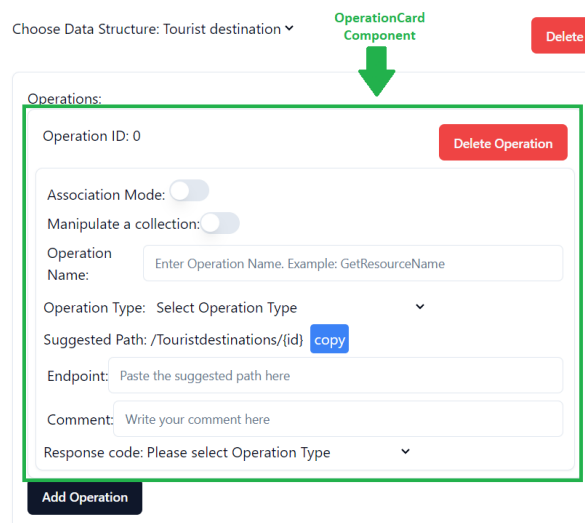 Choose Data Structure: Tourist destination
OperationCard
Component
Delete
Operations:
Operation ID: 0
Delete Operation
Association Mode:
Manipulate a collection:
Operation
Name:
Enter Operation Name. Example: GetResourceName
Operation Type: Select Operation Type
Suggested Path: /Touristdestinations/{id} copy
Endpoint: Paste the suggested path here
Comment: Write your comment here
Response code: Please select Operation Type
Add Operation